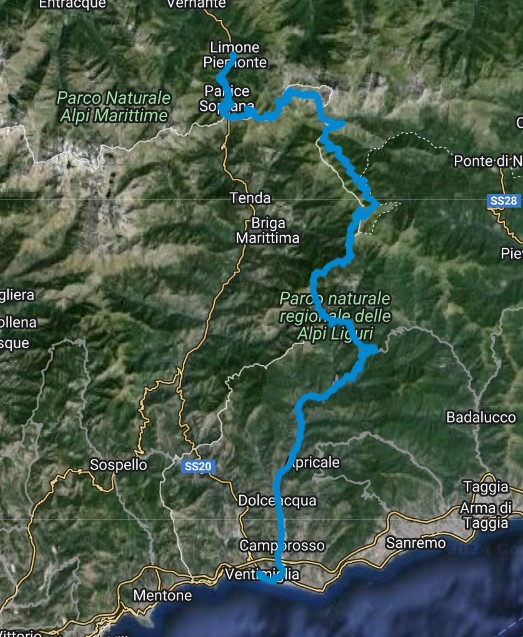 Entracque
Vernante
Limone
Piemonte
Parco Naturale
Alpi Marittime
Panice
Soprana
Ponte di N
SS28
Tenda
Briga
Marittima
Pie
gliera
Parco naturale
regionale delle
Alpi Liguri
ollena
sque
Badalucco
Sospello
SS20
Apricale
Taggia
Dolceacqua
Arma di
Taggia
Camporosso
Sanremo
Ventimiglia
Mentone
Vittorio